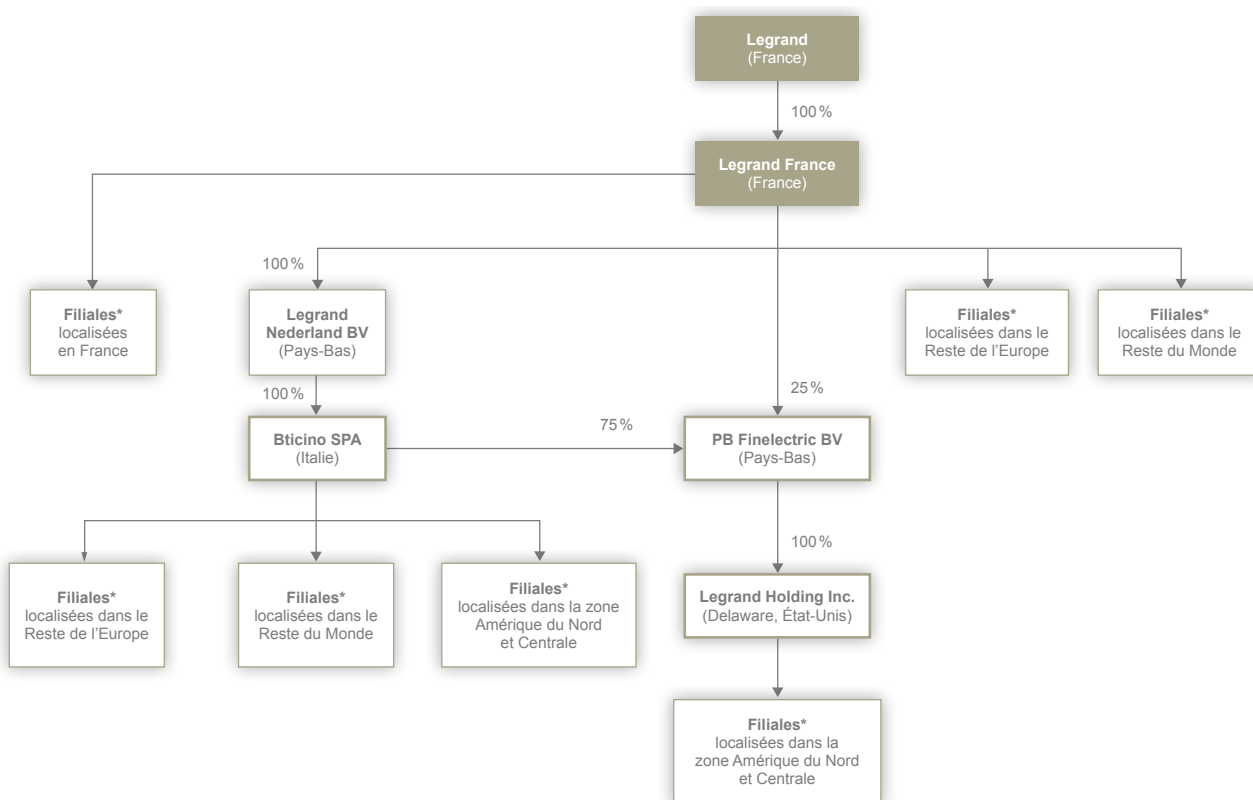 Legrand
(France)
100 %
Legrand France
(France)
100 %
Filiales*
localisées
en France
Legrand
Nederland BV
(Pays-Bas)
Filiales*
localisées dans le
Reste de l'Europe
Filiales*
localisées dans le
Reste du Monde
100 %
25 %
75 %
Bticino SPA
(Italie)
PB Finelectric BV
(Pays-Bas)
100 %
Filiales*
localisées dans le
Reste de l'Europe
Filiales*
localisées dans le
Reste du Monde
Filiales*
localisées dans la zone
Amérique du Nord
et Centrale
Legrand Holding Inc.
(Delaware, État-Unis)
Filiales*
localisées dans la
zone Amérique du Nord
et Centrale